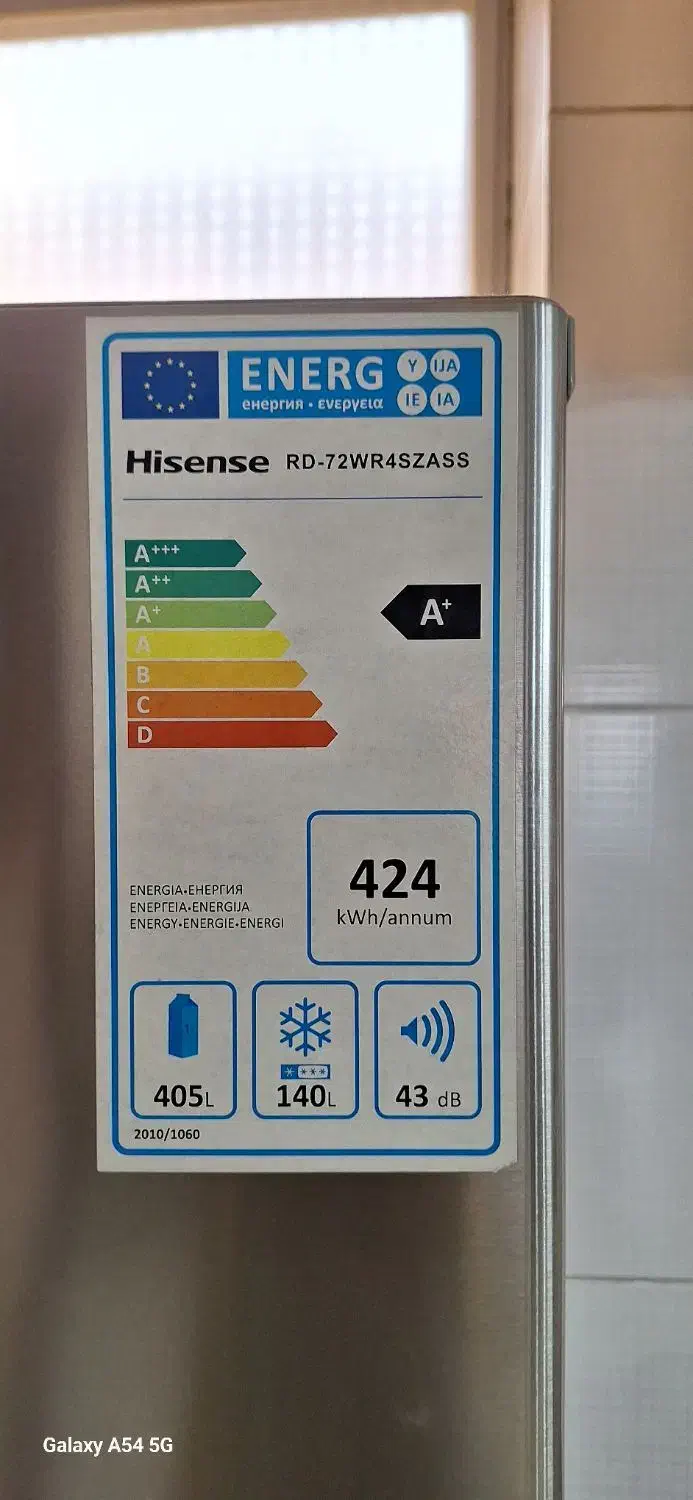 ENERG Y IJA
енергия · ενεργεια IE IA
Hisense RD-72WR4SZASS
A+++
A++
A+
A+
A
B
C
D
424
kWh/annum
ENERGIA·ЕНЕРГИЯ
ΕΝΕΡΓΕΙΑ·ENERGIJA
ENERGY·ENERGIE·ENERGI
405L
140L
43 dB
2010/1060
Galaxy A54 5G